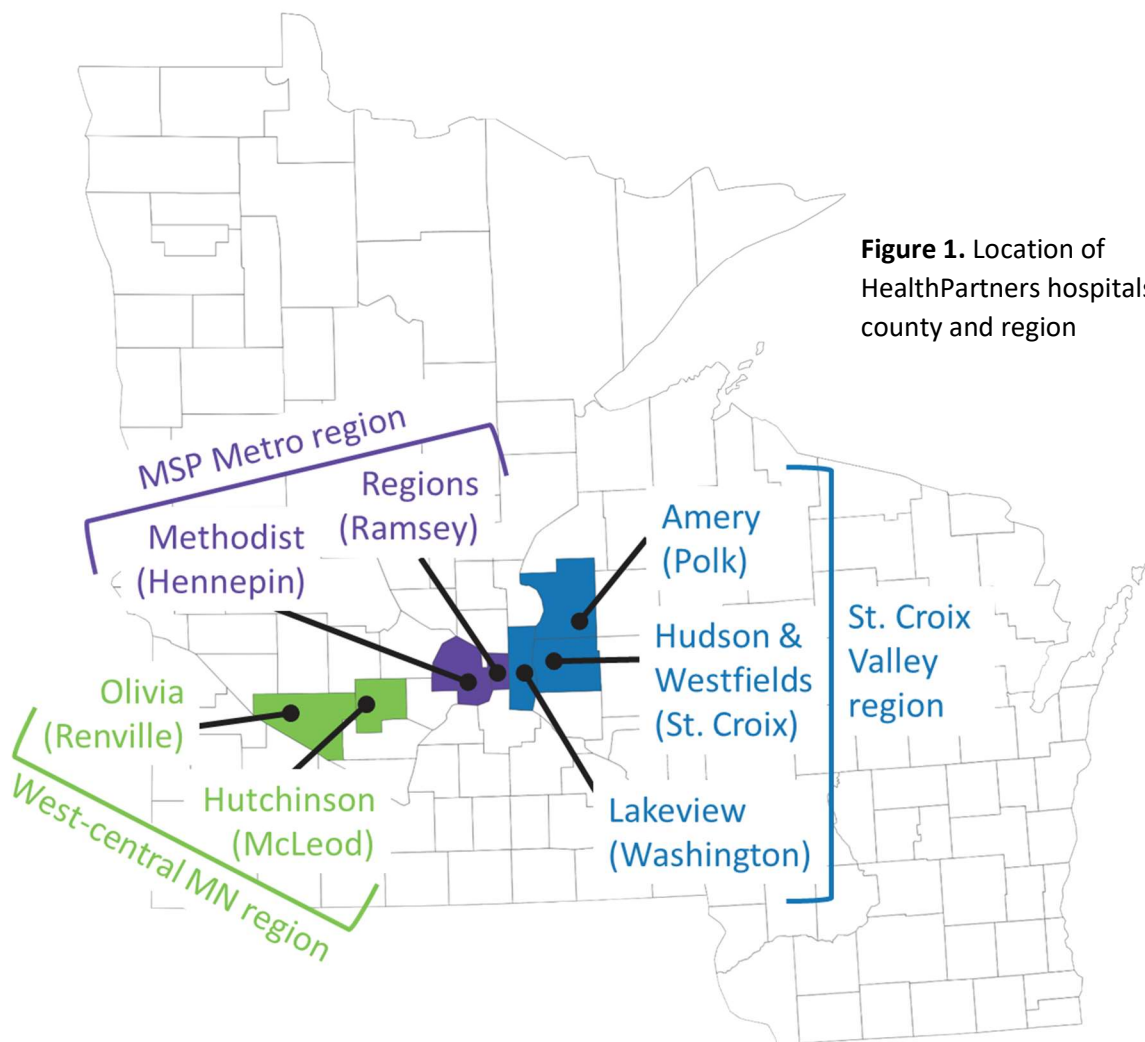 Figure 1. Location of
HealthPartners hospitals
county and region
MSP Metro region
Regions
(Ramsey)
Methodist
(Hennepin)
Amery
(Polk)
Hudson &
Westfields
(St. Croix)
St. Croix
Valley
region
Olivia
(Renville)
Hutchinson
(McLeod)
Lakeview
(Washington)
West-central MN region